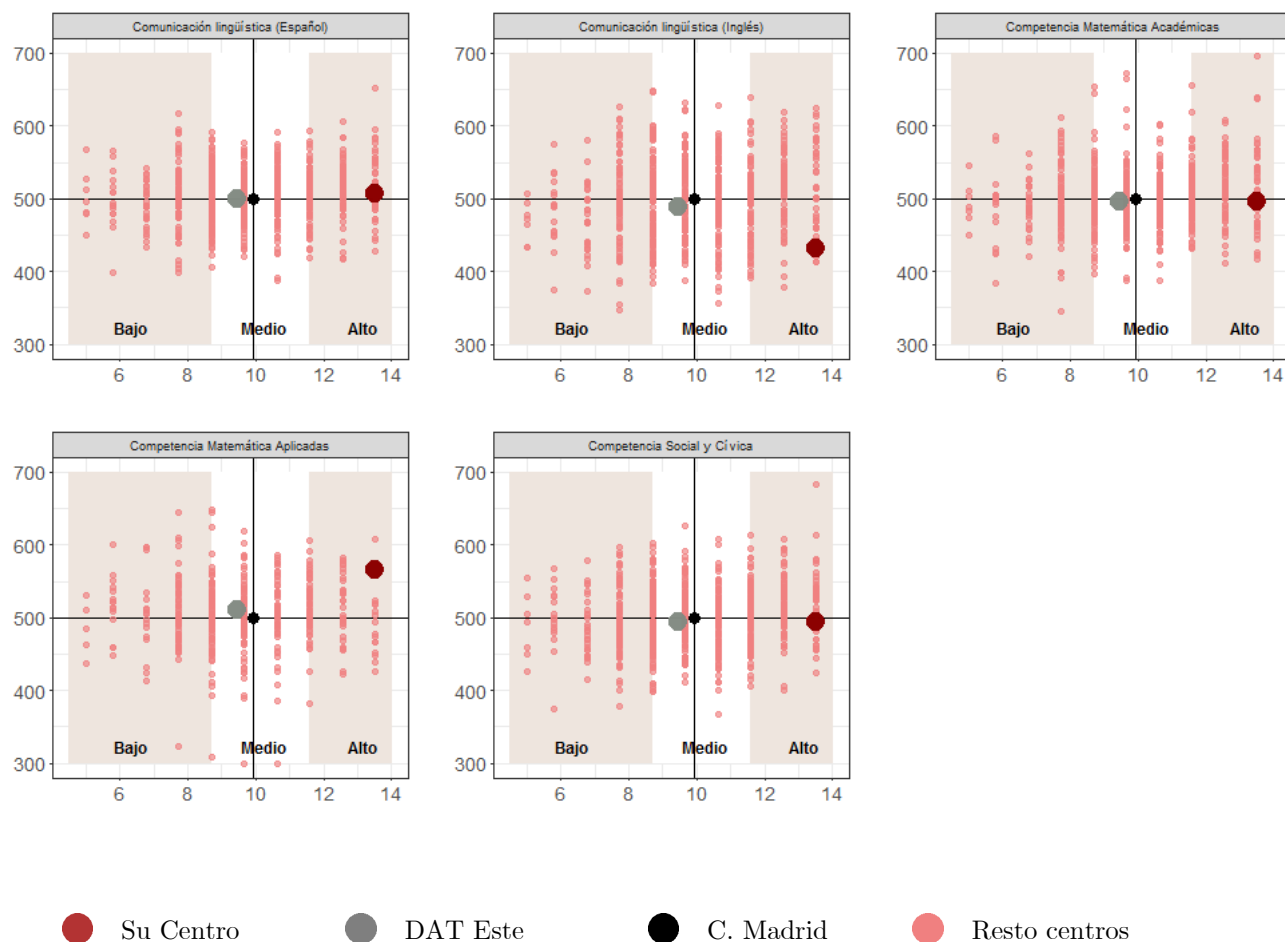 Comunicación lingüística (Español)
Comunicación lingüística (Inglés)
Competencia Matemática Académicas
700
600
500
400
300
Bajo
Medio
Alto
6
8
10
12
14
700
600
500
400
300
Bajo
Medio
Alto
6
8
10
12
14
700
600
500
400
300
Bajo
Medio
Alto
6
8
10
12
14
Competencia Matemática Aplicadas
Competencia Social y Cívica
700
600
500
400
300
Bajo
Medio
Alto
6
8
10
12
14
700
600
500
400
300
Bajo
Medio
Alto
6
8
10
12
14
Su Centro
DAT Este
C. Madrid
Resto centros